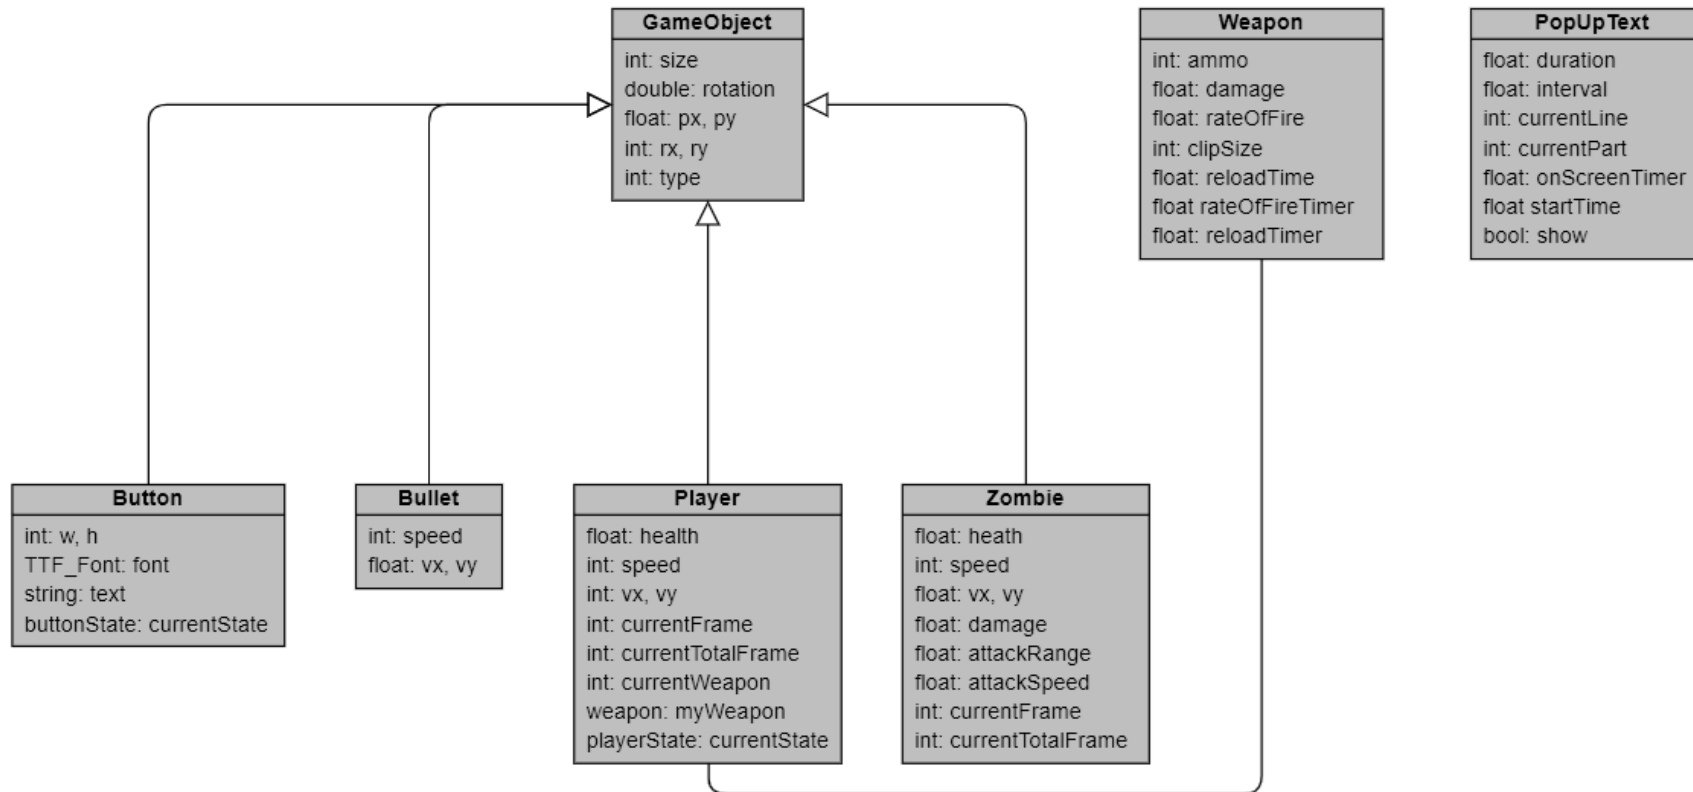 GameObject
int: size
double: rotation
float: px, py
int: rx, ry
int: type
Weapon
int: ammo
float: damage
float: rateOfFire
int: clipSize
float: reloadTime
float rateOfFireTimer
float: reloadTimer
PopUpText
float: duration
float: interval
int: currentLine
int: currentPart
float: onScreenTimer
float startTime
bool: show
Button
int: w, h
TTF_Font: font
string: text
buttonState: currentState
Bullet
int: speed
float: vx, vy
Player
float: health
int: speed
int: vx, vy
int: currentFrame
int: currentTotalFrame
int: currentWeapon
weapon: myWeapon
playerState: currentState
Zombie
float: heath
int: speed
float: vx, vy
float: damage
float: attackRange
float: attackSpeed
int: currentFrame
int: currentTotalFrame